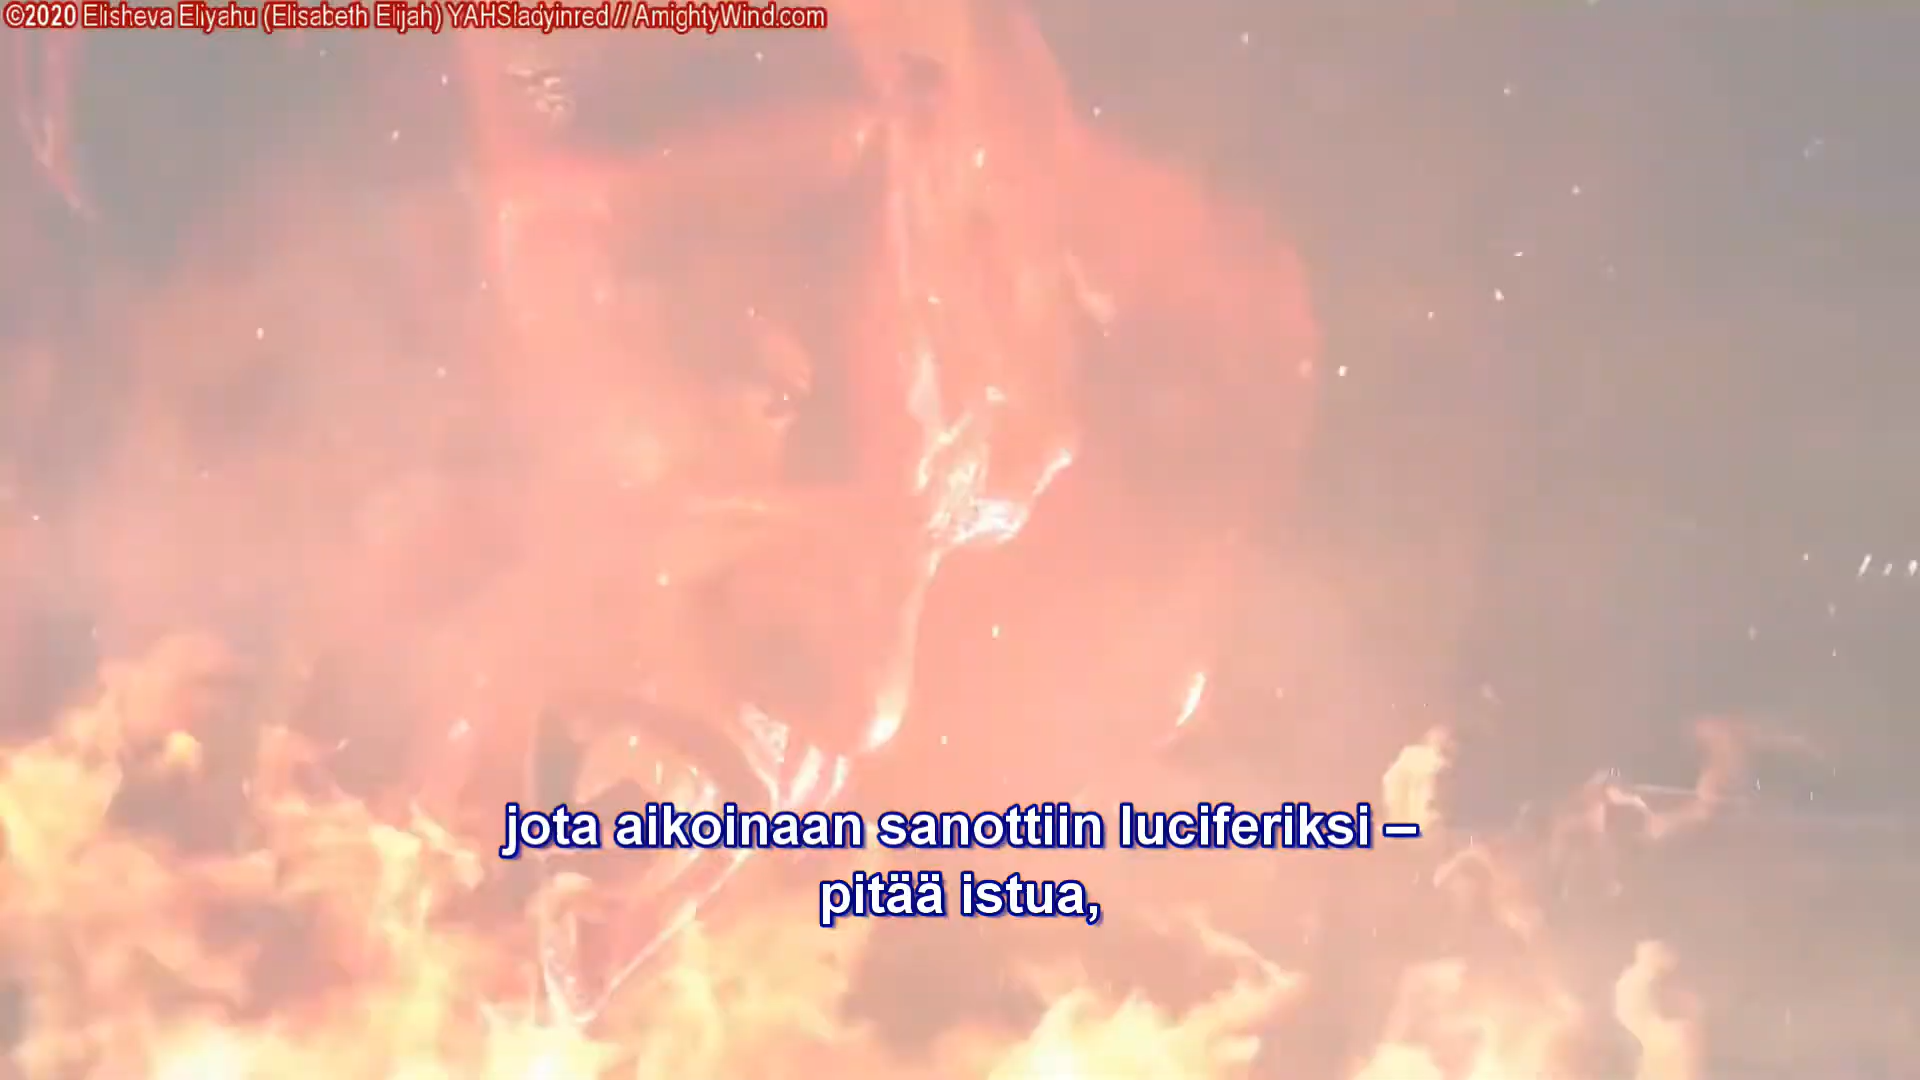 ©2020 Elisheva Eliyahu (Elisabeth Elijah) YAHSladyinred // AmightyWind.com
jota aikoinaan sanottiin luciferiksi –
pitää istua,